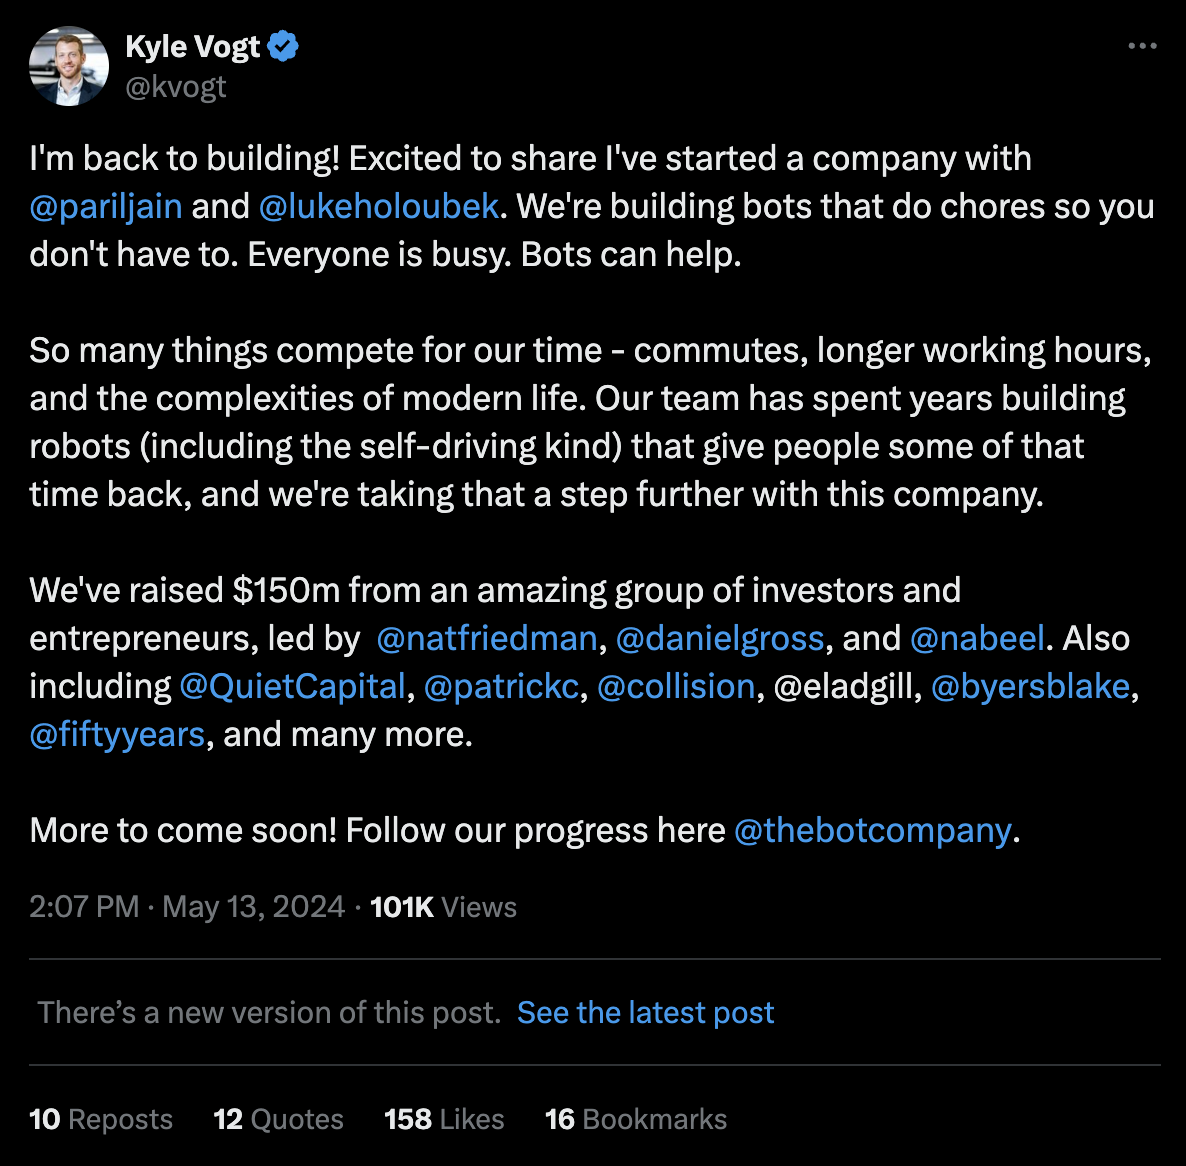 Kyle Vogt
@kvogt
I'm back to building! Excited to share I've started a company with
@pariljain and @lukeholoubek. We're building bots that do chores so you
don't have to. Everyone is busy. Bots can help.
So many things compete for our time - commutes, longer working hours,
and the complexities of modern life. Our team has spent years building
robots (including the self-driving kind) that give people some of that
time back, and we're taking that a step further with this company.
We've raised $150m from an amazing group of investors and
entrepreneurs, led by @natfriedman, @danielgross, and @nabeel. Also
including @QuietCapital, @patrickc, @collision, @eladgill, @byersblake,
@fiftyyears, and many more.
More to come soon! Follow our progress here @thebotcompany.
2:07 PM · May 13, 2024 · 101K Views
There’s a new version of this post. See the latest post
10 Reposts 12 Quotes 158 Likes 16 Bookmarks